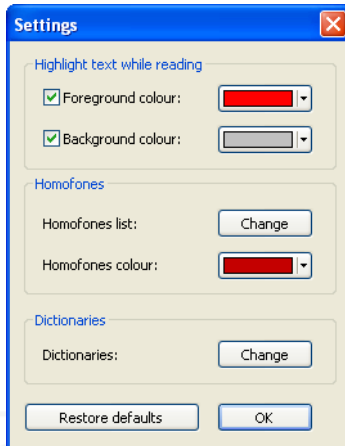 Settings
Highlight text while reading
Foreground colour:
Background colour:
Homofones
Homofones list: Change
Homofones colour:
Dictionaries
Dictionaries: Change
Restore defaults OK